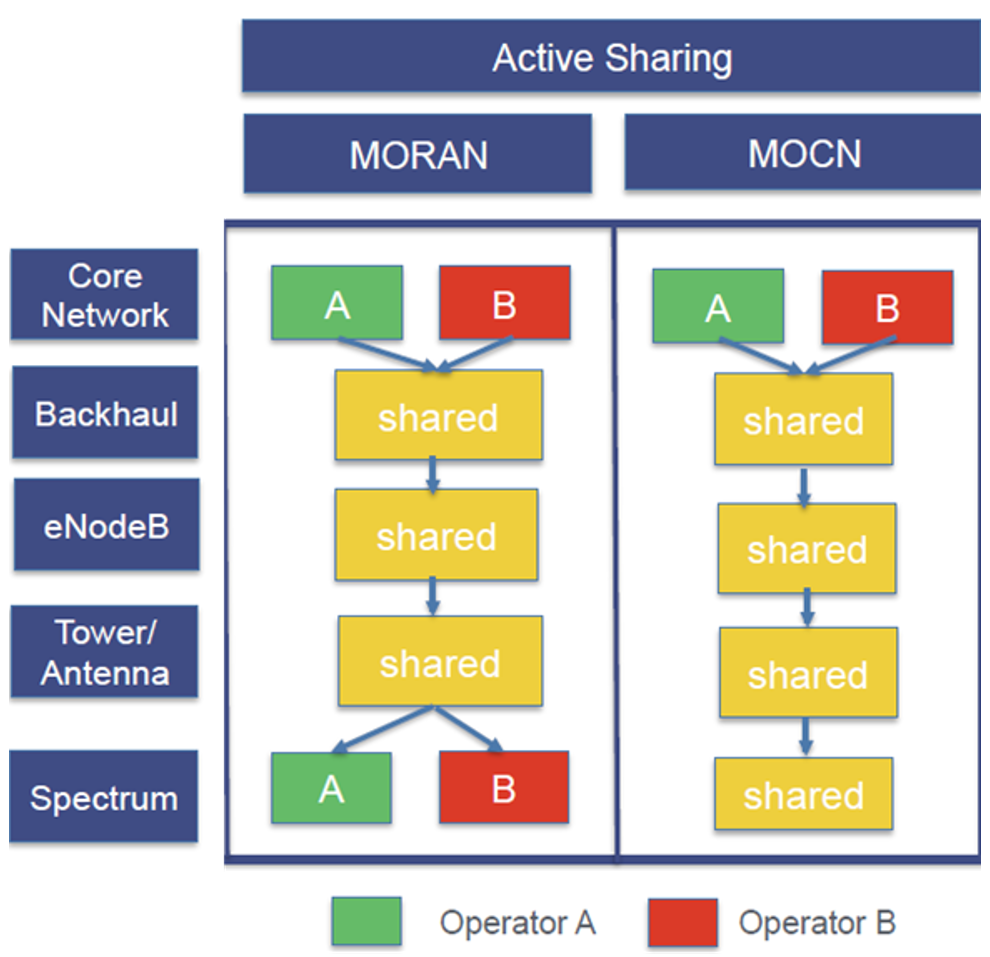 Active Sharing
MORAN
MOCN
Core
Network
A
B
A
B
Backhaul
shared
shared
eNodeB
shared
shared
Tower/
Antenna
shared
shared
Spectrum
A
B
shared
Operator A
Operator B